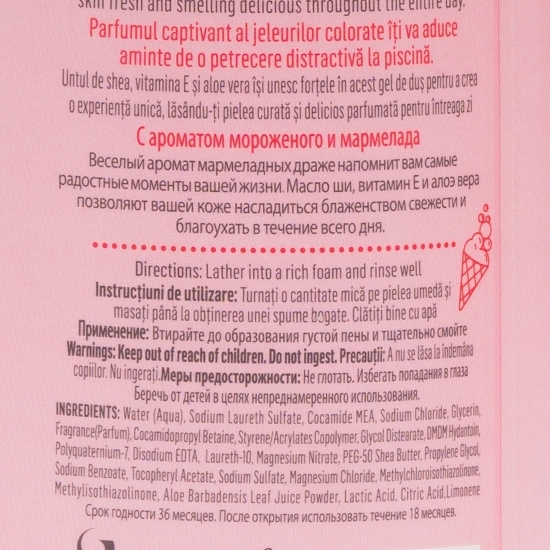 skin fresh and smelling delicious throughout the entire day.
Parfumul captivant al jeleurilor colorate îți va aduce
aminte de o petrecere distractivă la piscină.
Untul de shea, vitamina E și aloe vera își unesc forțele în acest gel de duș pentru a crea
o experiență unică, lăsându-ți pielea curată și delicios parfumată pentru întreaga zi
С ароматом мороженого и мармелада
Веселый аромат мармеладных драже напомнит вам самые
радостные моменты вашей жизни. Масло ши, витамин Е и алоэ вера
позволяют вашей коже насладиться блаженством свежести и
благоухать в течение всего дня.
Directions: Lather into a rich foam and rinse well
Instrucțiuni de utilizare: Turnați o cantitate mică pe pielea umedă și
masați până la obținerea unei spume bogate. Clătiți bine cu apă
Применение: Втирайте до образования густой пены и тщательно смойте
Warnings: Keep out of reach of children. Do not ingest. Precauții: A nu se lăsa la îndemâna
copiilor. Nu ingerați. Меры предосторожности: Не глотать. Избегать попадания в глаза
Беречь от детей в целях непреднамеренного использования.
INGREDIENTS: Water (Aqua), Sodium Laureth Sulfate, Cocamide MEA, Sodium Chloride, Glycerin,
Fragrance(Parfum), Cocamidopropyl Betaine, Styrene/Acrylates Copolymer, Glycol Distearate, DMDM Hydantoin,
Polyquaternium-7, Disodium EDTA, Laureth-10, Magnesium Nitrate, PEG-50 Shea Butter, Propylene Glycol,
Sodium Benzoate, Tocopheryl Acetate, Sodium Sulfate, Magnesium Chloride, Methylchloroisothiazolinone,
Methylisothiazolinone, Aloe Barbadensis Leaf Juice Powder, Lactic Acid, Citric Acid,Limonene
Срок годности 36 месяцев. После открытия использовать течение 18 месяцев.